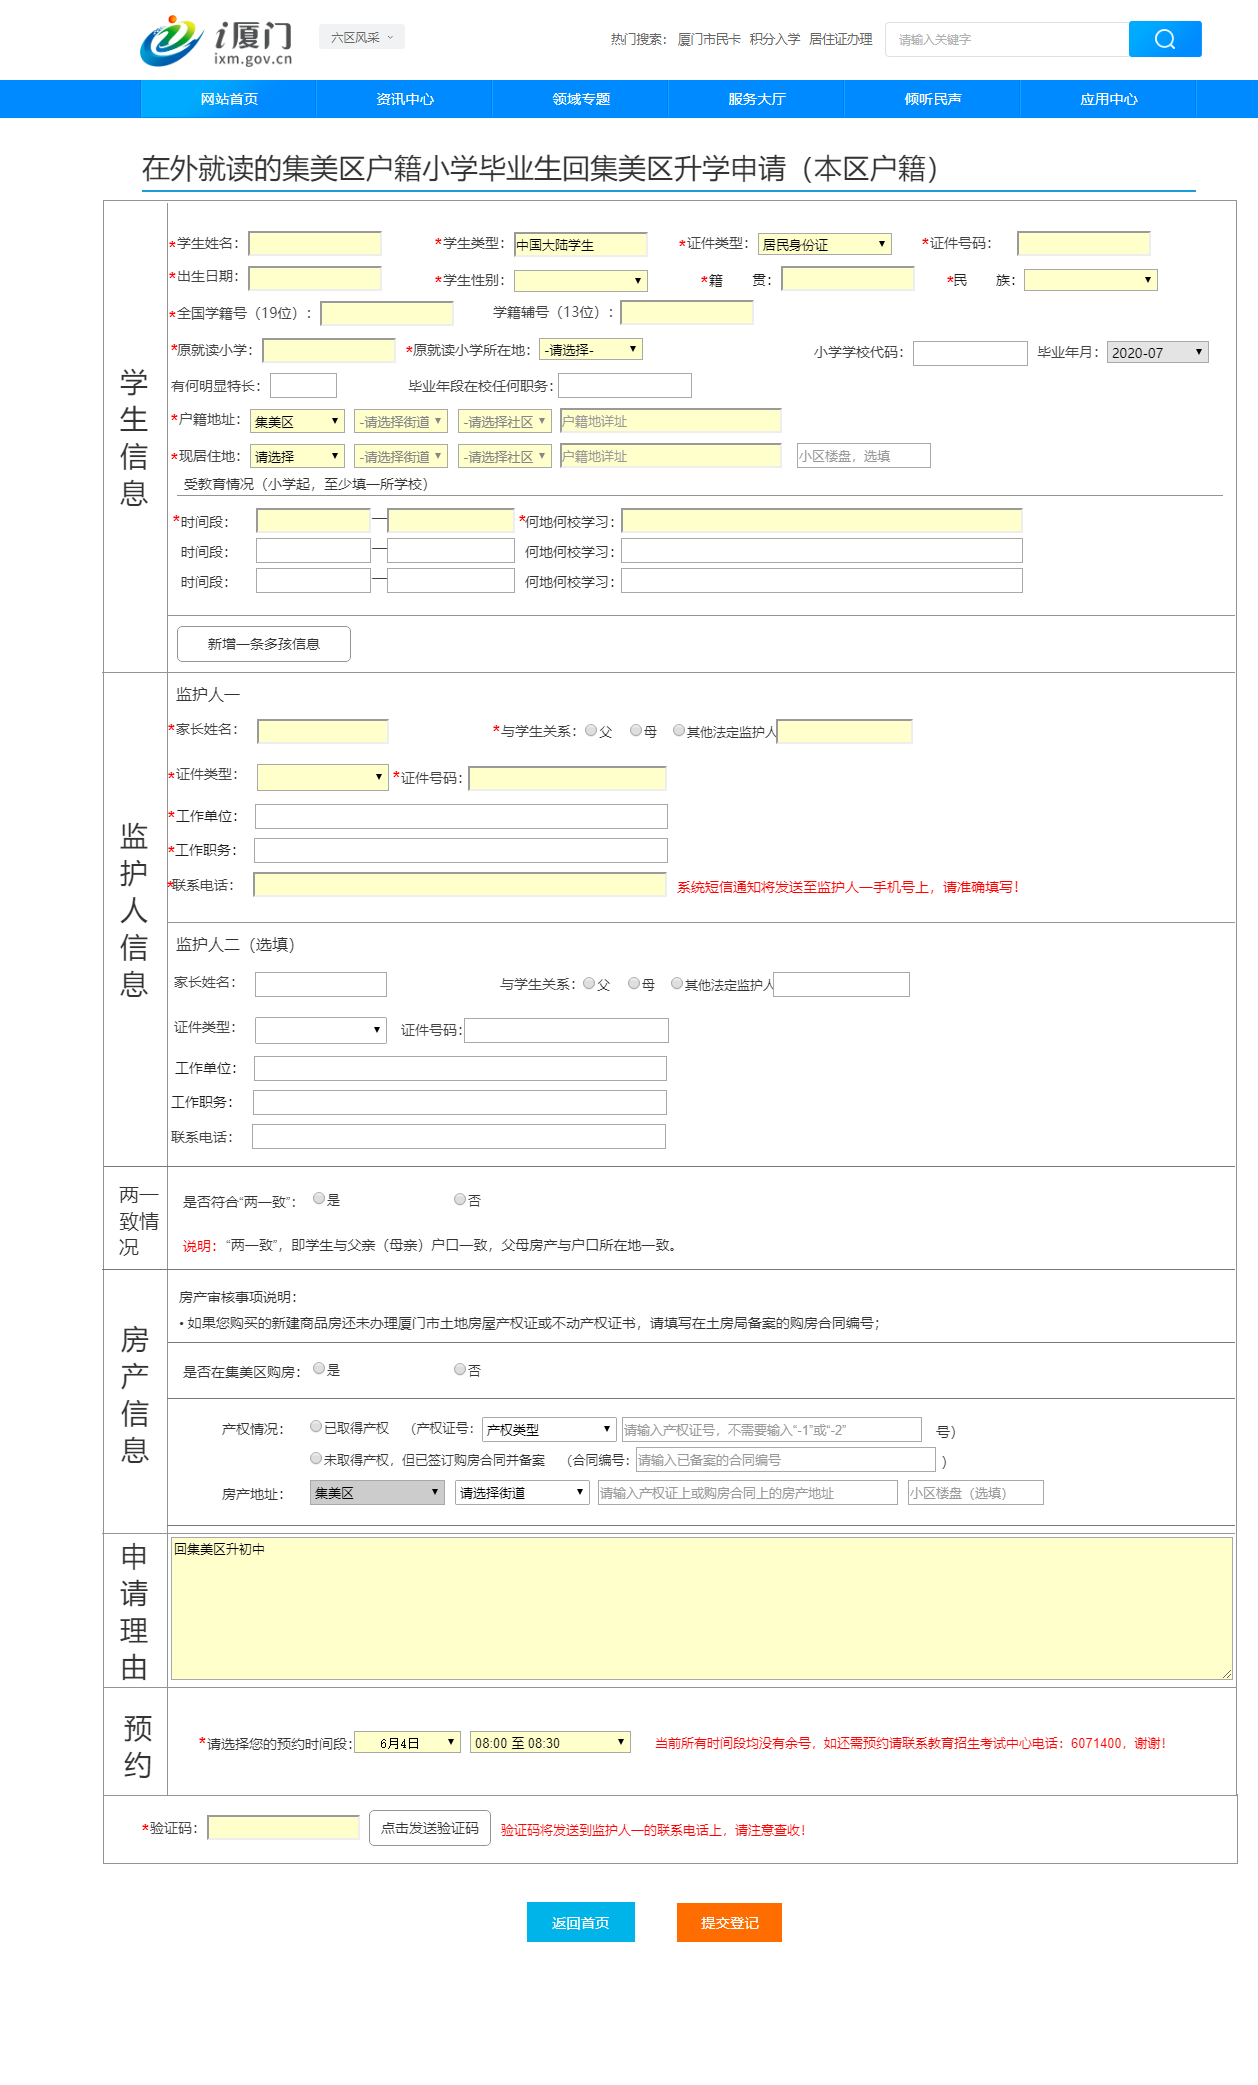 i厦门
ixm.gov.cn
六区风采
热门搜索： 厦门市民卡 积分入学 居住证办理 请输入关键字
网站首页 资讯中心 领域专题 服务大厅 倾听民声 应用中心
在外就读的集美区户籍小学毕业生回集美区升学申请（本区户籍）
学生信息
*学生姓名： *学生类型： 中国大陆学生 *证件类型： 居民身份证 *证件号码：
*出生日期： *学生性别： *籍 贯： *民 族：
*全国学籍号（19位）： 学籍辅号（13位）：
*原就读小学： *原就读小学所在地： -请选择- 小学学校代码： 毕业年月： 2020-07
有何明显特长： 毕业年段在校任何职务：
*户籍地址： 集美区 -请选择街道 -请选择社区 户籍地详址
*现居住地： 请选择 -请选择街道 -请选择社区 户籍地详址 小区楼盘，选填
受教育情况（小学起，至少填一所学校）
*时间段： — *何地何校学习：
时间段： — 何地何校学习：
时间段： — 何地何校学习：
新增一条多孩信息
监护人信息
监护人一
*家长姓名： *与学生关系： 父 母 其他法定监护人
*证件类型： *证件号码：
*工作单位：
*工作职务：
*联系电话： 系统短信通知将发送至监护人一手机号上，请准确填写！
监护人二（选填）
家长姓名： 与学生关系： 父 母 其他法定监护人
证件类型： 证件号码：
工作单位：
工作职务：
联系电话：
两一致情况
是否符合“两一致”： 是 否
说明：“两一致”，即学生与父亲（母亲）户口一致，父母房产与户口所在地一致。
房产信息
房产审核事项说明：
• 如果您购买的新建商品房还未办理厦门市土地房屋产权证或不动产权证书，请填写在土房局备案的购房合同编号；
是否在集美区购房： 是 否
产权情况： 已取得产权 （产权证号： 产权类型 请输入产权证号，不需要输入“-1”或“-2” 号）
未取得产权，但已签订购房合同并备案 （合同编号： 请输入已备案的合同编号 ）
房产地址： 集美区 请选择街道 请输入产权证上或购房合同上的房产地址 小区楼盘（选填）
申请理由
回集美区升初中
预约
*请选择您的预约时间段： 6月4日 08:00 至 08:30 当前所有时间段均没有余号，如还需预约请联系教育招生考试中心电话：6071400，谢谢！
*验证码： 点击发送验证码 验证码将发送到监护人一的联系电话上，请注意查收！
返回首页 提交登记